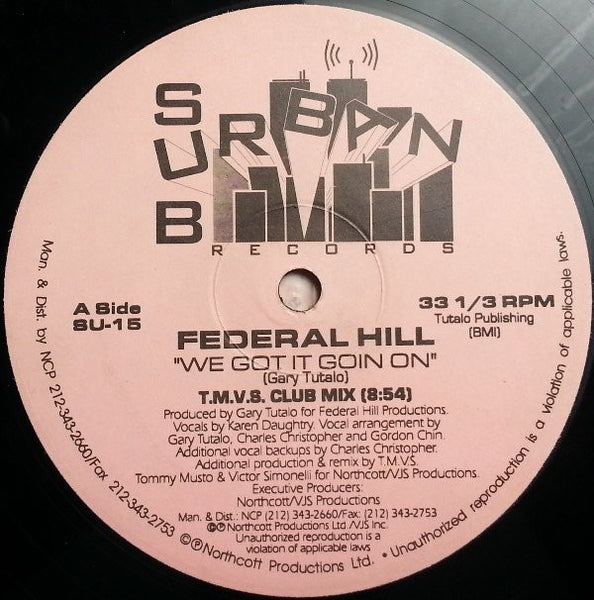 SUB URBAN
RECORDS
A Side
SU-15
33 1/3 RPM
Tutalo Publishing
(BMI)
FEDERAL HILL
"WE GOT IT GOIN ON"
(Gary Tutalo)
T.M.V.S. CLUB MIX (8:54)
Produced by Gary Tutalo for Federal Hill Productions.
Vocals by Karen Daughtry. Vocal arrangement by
Gary Tutalo, Charles Christopher and Gordon Chin.
Additional vocal backups by Charles Christopher.
Additional production & remix by T.M.V.S.
Tommy Musto & Victor Simonelli for Northcott/VJS Productions.
Executive Producers:
Northcott/VJS Productions
Man. & Dist.: NCP (212) 343-2660/Fax: (212) 343-2753
©℗Northcott Productions Ltd. /VJS Inc.
Unauthorized reproduction is a
violation of applicable laws
Man. & Dist. by NCP 212-343-2660/Fax 212-343-2753 ©℗Northcott Productions Ltd. • Unauthorized reproduction is a violation of applicable laws.